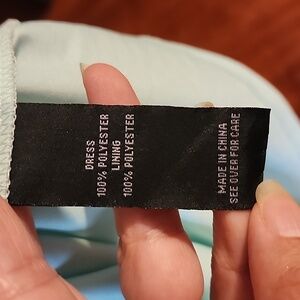 DRESS
100% POLYESTER
LINING
100% POLYESTER
MADE IN CHINA
SEE OVER FOR CARE